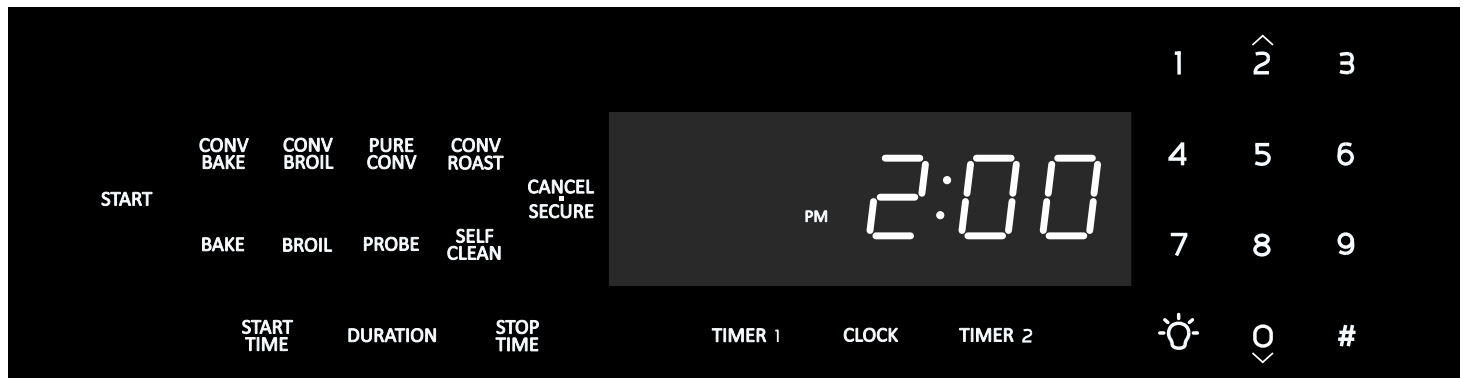 START
CONV
BAKE
CONV
BROIL
PURE
CONV
CONV
ROAST
BAKE
BROIL
PROBE
SELF
CLEAN
CANCEL
SECURE
START
TIME
DURATION
STOP
TIME
PM 2:00
TIMER 1
CLOCK
TIMER 2
1 2 3
4 5 6
7 8 9
0 #